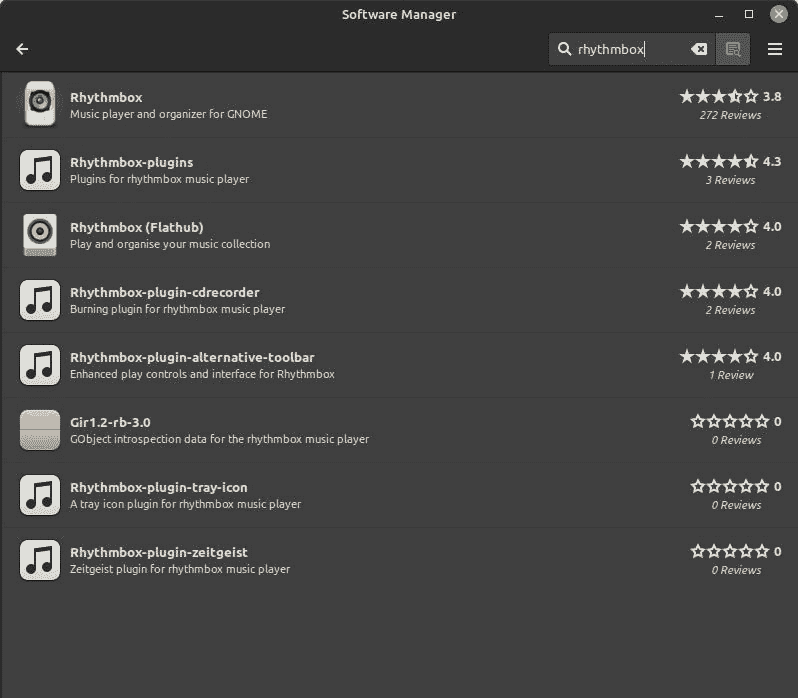 Software Manager
rhythmbox
Rhythmbox 3.8
Music player and organizer for GNOME 272 Reviews
Rhythmbox-plugins 4.3
Plugins for rhythmbox music player 3 Reviews
Rhythmbox (Flathub) 4.0
Play and organise your music collection 2 Reviews
Rhythmbox-plugin-cdrecorder 4.0
Burning plugin for rhythmbox music player 2 Reviews
Rhythmbox-plugin-alternative-toolbar 4.0
Enhanced play controls and interface for Rhythmbox 1 Review
Gir1.2-rb-3.0 0
GObject introspection data for the rhythmbox music player 0 Reviews
Rhythmbox-plugin-tray-icon 0
A tray icon plugin for rhythmbox music player 0 Reviews
Rhythmbox-plugin-zeitgeist 0
Zeitgeist plugin for rhythmbox music player 0 Reviews